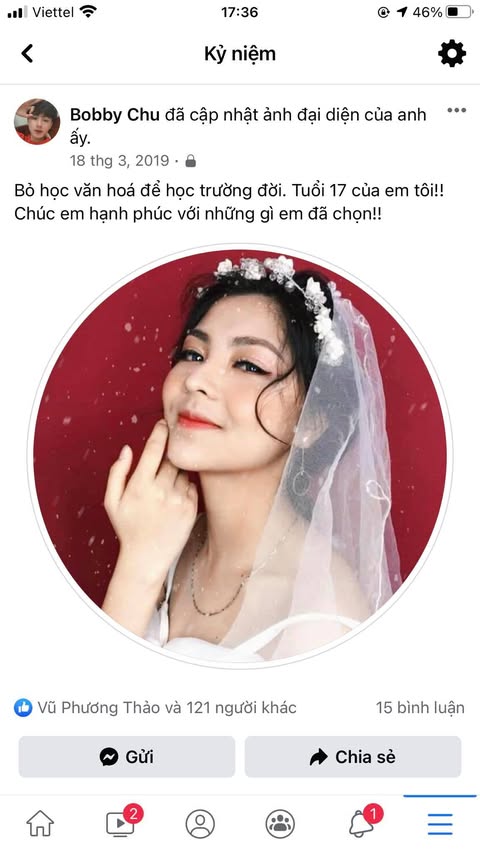 Viettel 17:36 46%
Kỷ niệm
Bobby Chu đã cập nhật ảnh đại diện của anh
ấy.
18 thg 3, 2019 ·
Bỏ học văn hoá để học trường đời. Tuổi 17 của em tôi!!
Chúc em hạnh phúc với những gì em đã chọn!!
Vũ Phương Thảo và 121 người khác 15 bình luận
Gửi Chia sẻ
2 1